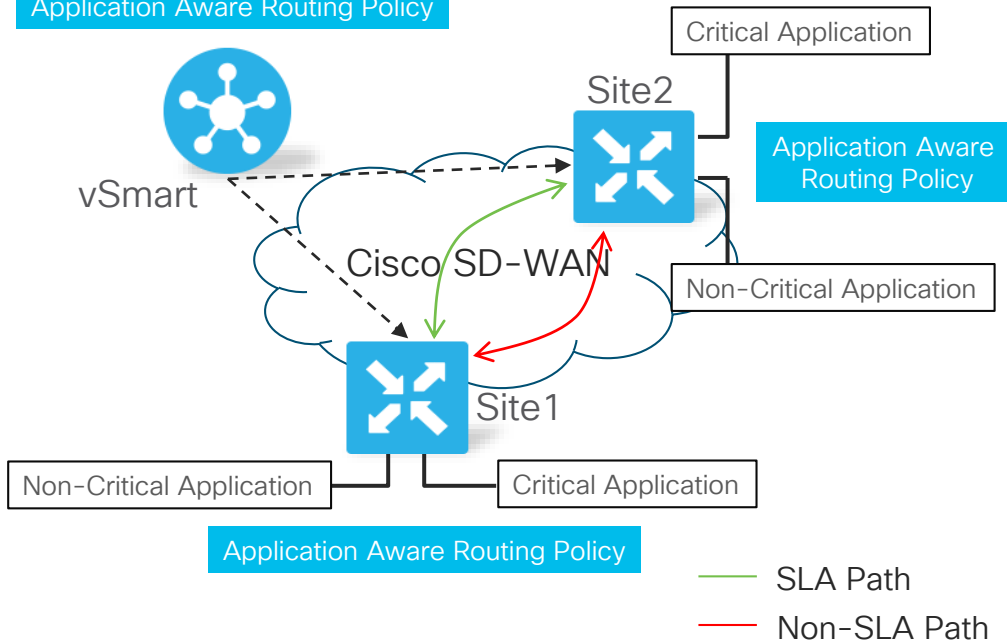 Application Aware Routing Policy
Critical Application
Site2
Application Aware
Routing Policy
vSmart
Cisco SD-WAN
Non-Critical Application
Site1
Non-Critical Application
Critical Application
Application Aware Routing Policy
SLA Path
Non-SLA Path